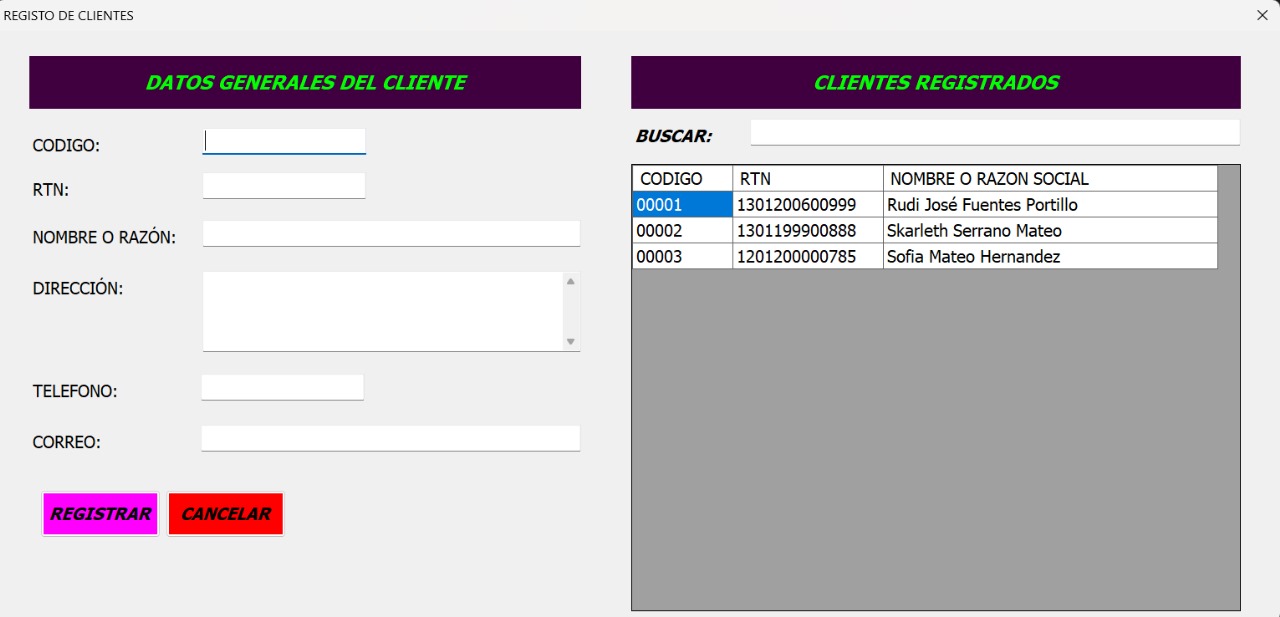 REGISTO DE CLIENTES
DATOS GENERALES DEL CLIENTE
CODIGO:
RTN:
NOMBRE O RAZÓN:
DIRECCIÓN:
TELEFONO:
CORREO:
REGISTRAR CANCELAR
CLIENTES REGISTRADOS
BUSCAR:
CODIGO RTN NOMBRE O RAZON SOCIAL
00001 1301200600999 Rudi José Fuentes Portillo
00002 1301199900888 Skarleth Serrano Mateo
00003 1201200000785 Sofia Mateo Hernandez